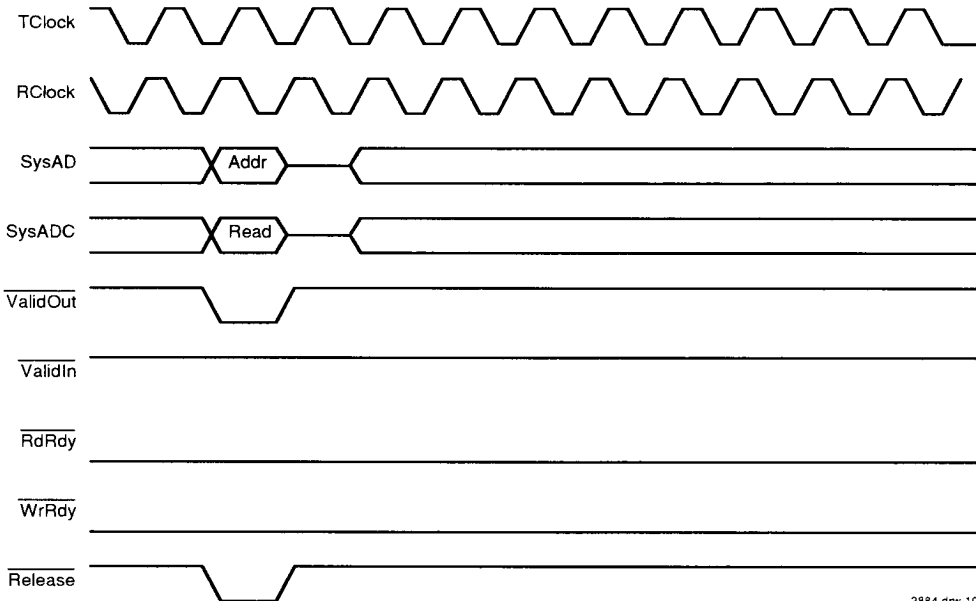 TClock
RClock
SysAD Addr
SysADC Read
ValidOut
ValidIn
RdRdy
WrRdy
Release